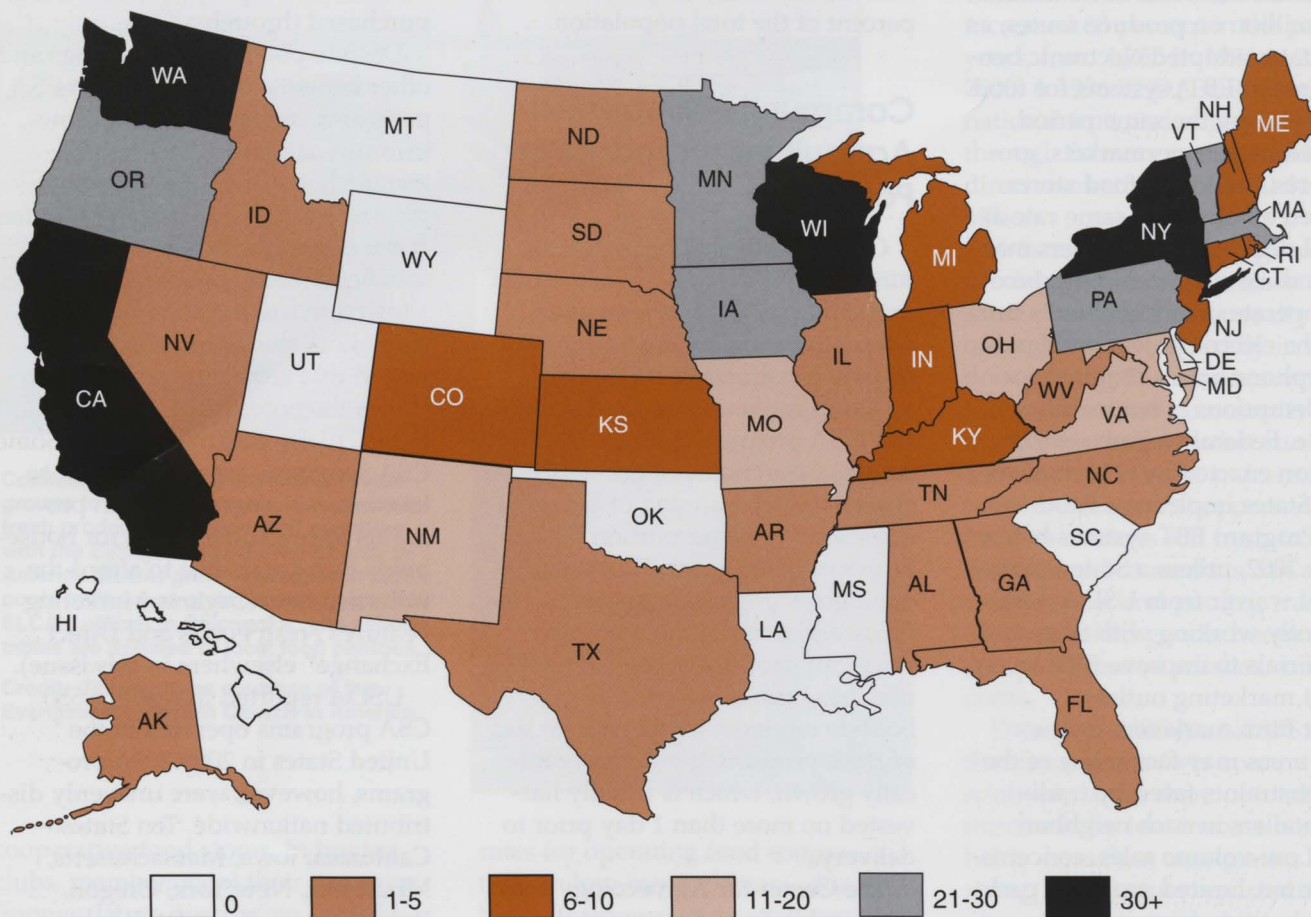 WA
MT
ND
MN
NH
VT
ME
OR
ID
SD
WI
MI
NY
MA
RI
CT
WY
IA
PA
NJ
NV
UT
NE
IL
IN
OH
DE
MD
CA
CO
KS
MO
WV
VA
KY
AZ
NM
OK
AR
TN
NC
SC
HI
TX
LA
MS
AL
GA
AK
FL
0 1-5 6-10 11-20 21-30 30+